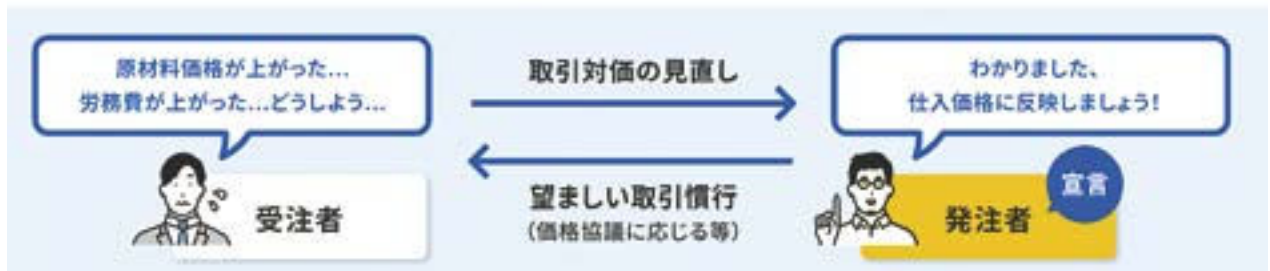 原材料価格が上がった…
労務費が上がった…どうしよう…
受注者
取引対価の見直し
望ましい取引慣行
(価格協議に応じる等)
わかりました、
仕入価格に反映しましょう!
宣言
発注者